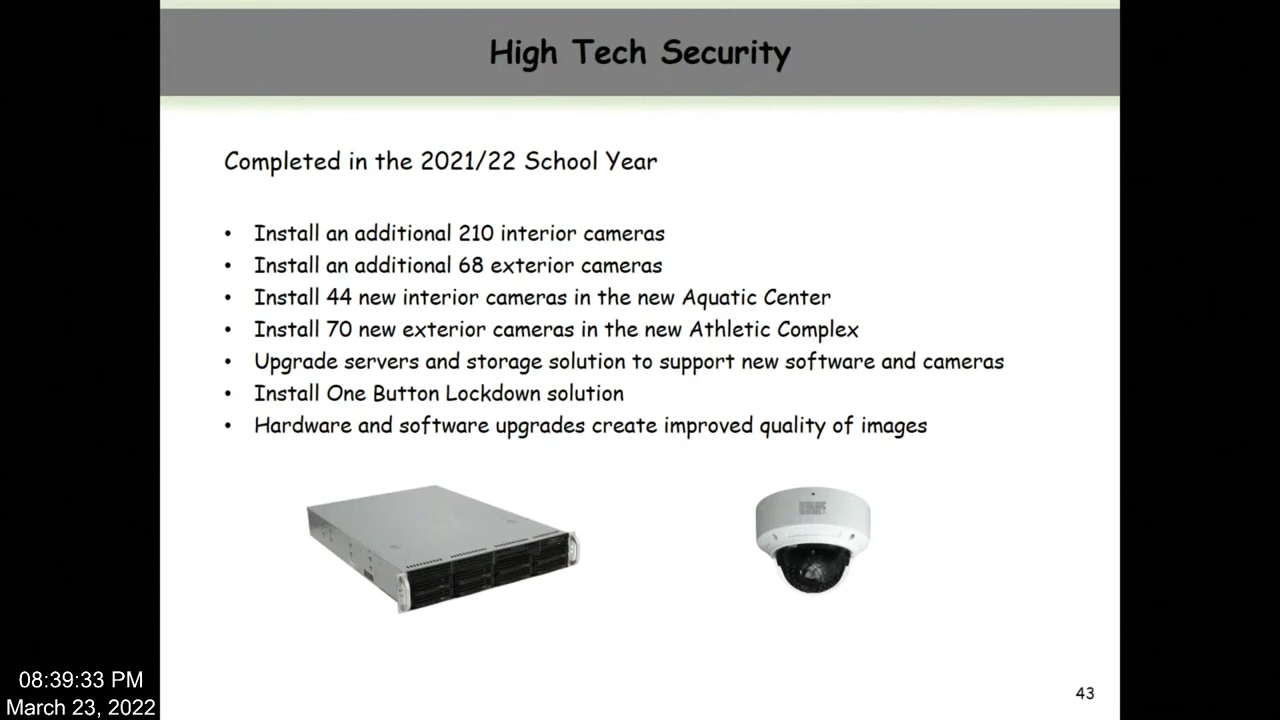 High Tech Security
Completed in the 2021/22 School Year
• Install an additional 210 interior cameras
• Install an additional 68 exterior cameras
• Install 44 new interior cameras in the new Aquatic Center
• Install 70 new exterior cameras in the new Athletic Complex
• Upgrade servers and storage solution to support new software and cameras
• Install One Button Lockdown solution
• Hardware and software upgrades create improved quality of images
08:39:33 PM
March 23, 2022
43